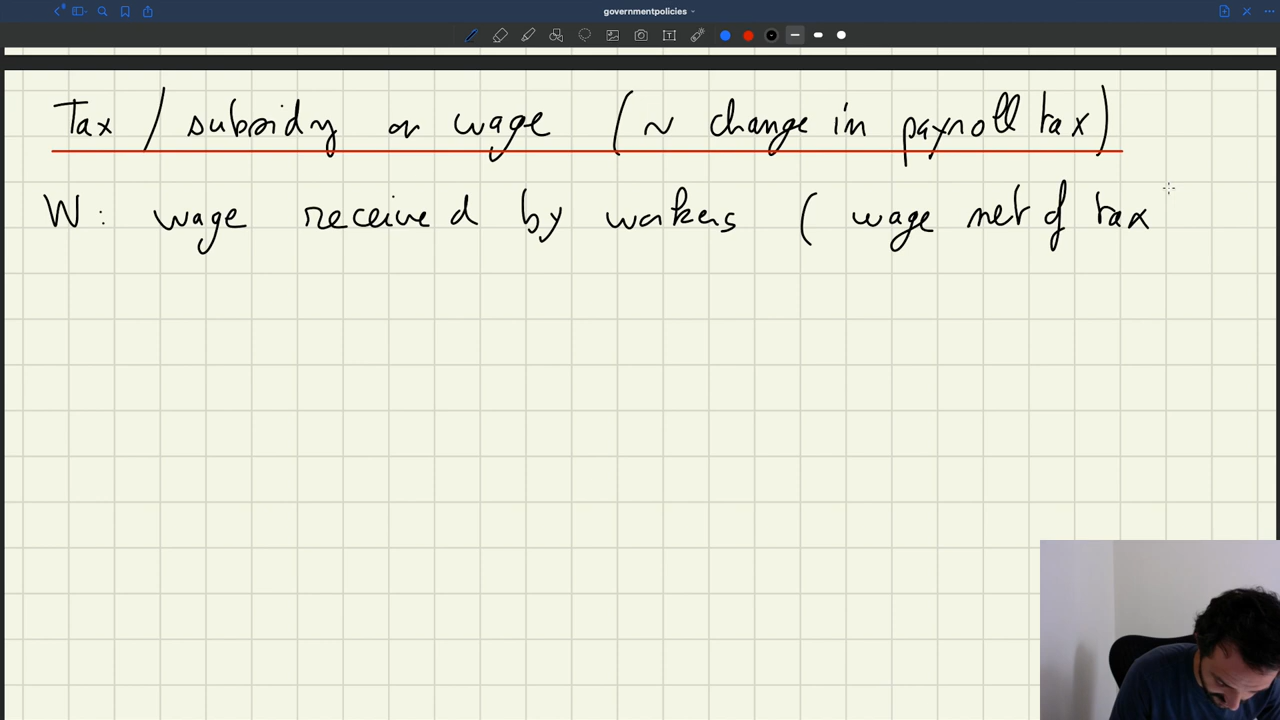 governmentpolicies
Tax / subsidy on wage (~ change in payroll tax)
W: wage received by workers ( wage net of tax